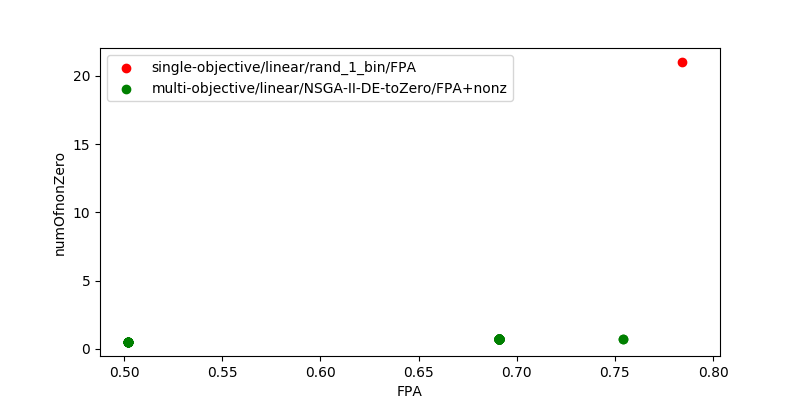 single-objective/linear/rand_1_bin/FPA
multi-objective/linear/NSGA-II-DE-toZero/FPA+nonz
20
15
10
5
0
numOfnonZero
0.50 0.55 0.60 0.65 0.70 0.75 0.80
FPA